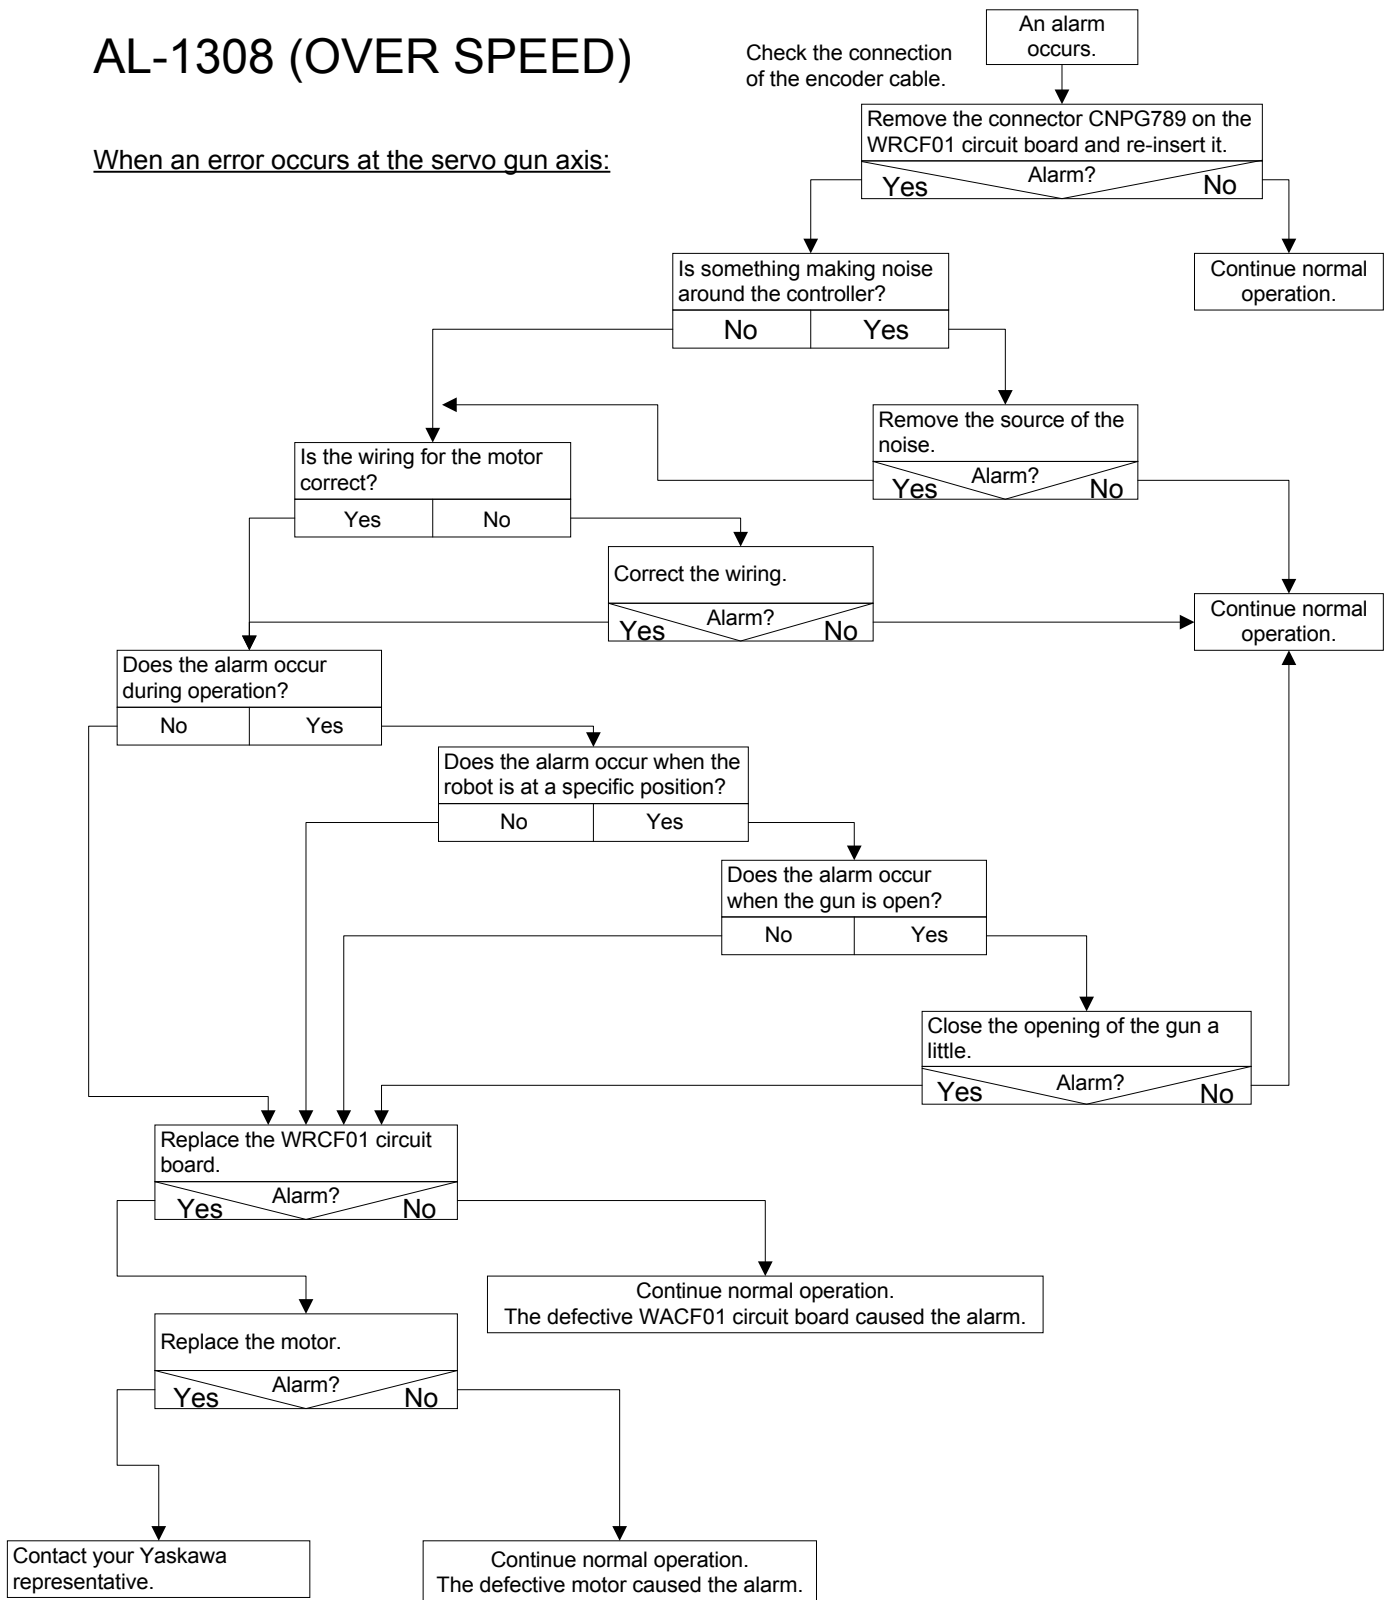 AL-1308 (OVER SPEED)
When an error occurs at the servo gun axis:
Check the connection
of the encoder cable.
An alarm
occurs.
Remove the connector CNPG789 on the
WRCF01 circuit board and re-insert it.
Alarm?
Yes
No
Continue normal
operation.
Is something making noise
around the controller?
No
Yes
Remove the source of the
noise.
Alarm?
Yes
No
Is the wiring for the motor
correct?
Yes
No
Correct the wiring.
Alarm?
Yes
No
Continue normal
operation.
Does the alarm occur
during operation?
No
Yes
Does the alarm occur when the
robot is at a specific position?
No
Yes
Does the alarm occur
when the gun is open?
No
Yes
Close the opening of the gun a
little.
Alarm?
Yes
No
Replace the WRCF01 circuit
board.
Alarm?
Yes
No
Continue normal operation.
The defective WACF01 circuit board caused the alarm.
Replace the motor.
Alarm?
Yes
No
Contact your Yaskawa
representative.
Continue normal operation.
The defective motor caused the alarm.